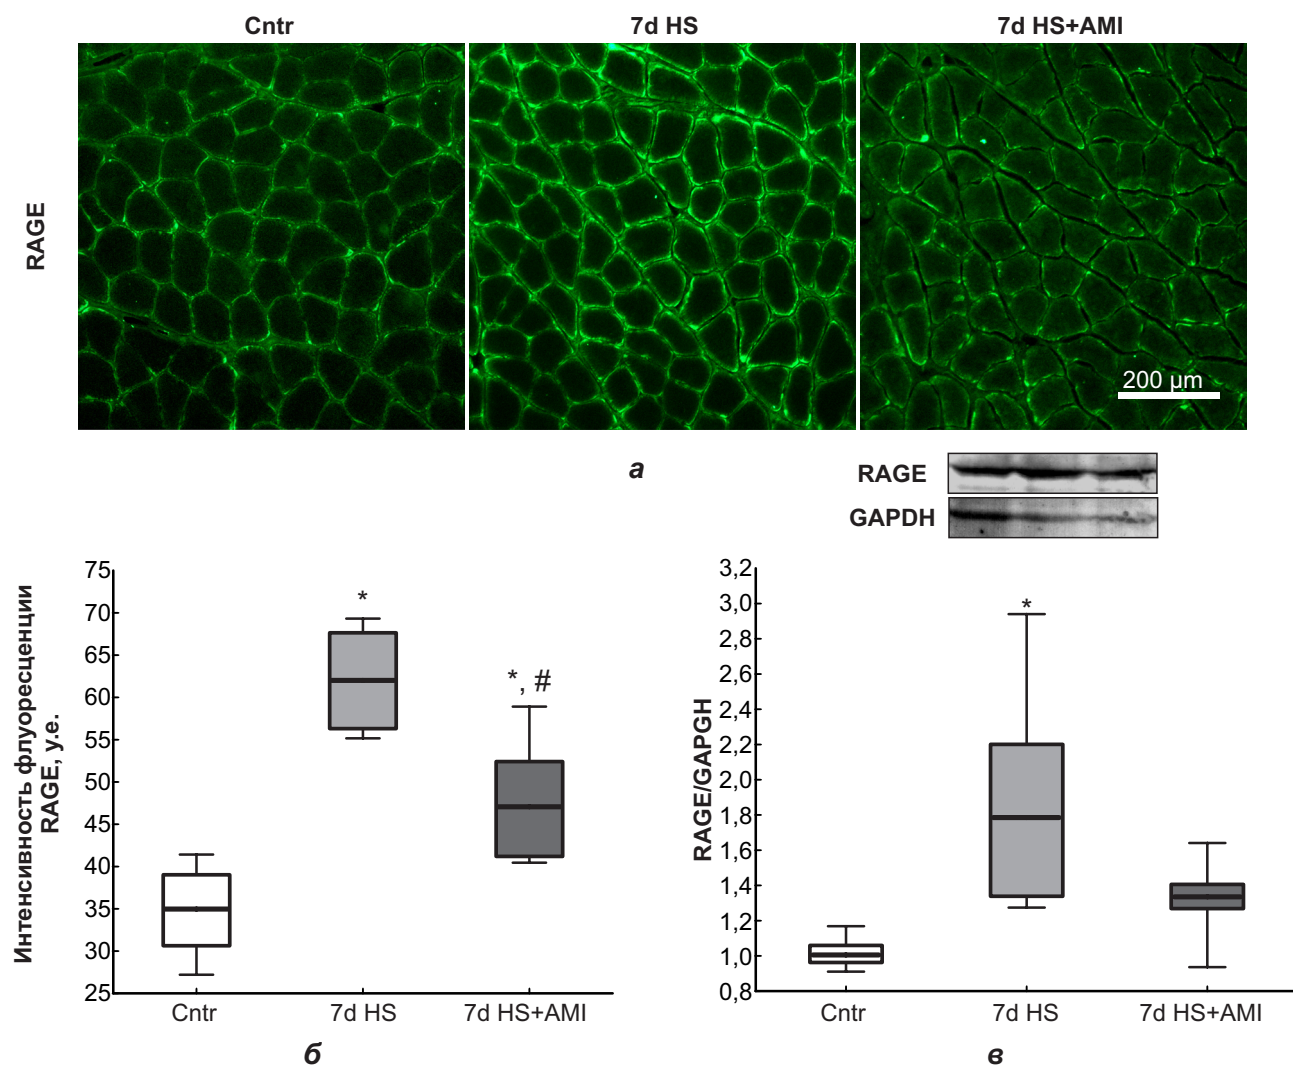 Cntr
7d HS
7d HS+AMI
RAGE
200 µm
а
RAGE
GAPDH
Интенсивность флуоресценции
RAGE, у.е.
75
70
65
60
55
50
45
40
35
30
25
*
*, #
Cntr
7d HS
7d HS+AMI
б
RAGE/GAPGH
3,2
3,0
2,8
2,6
2,4
2,2
2,0
1,8
1,6
1,4
1,2
1,0
0,8
*
Cntr
7d HS
7d HS+AMI
в